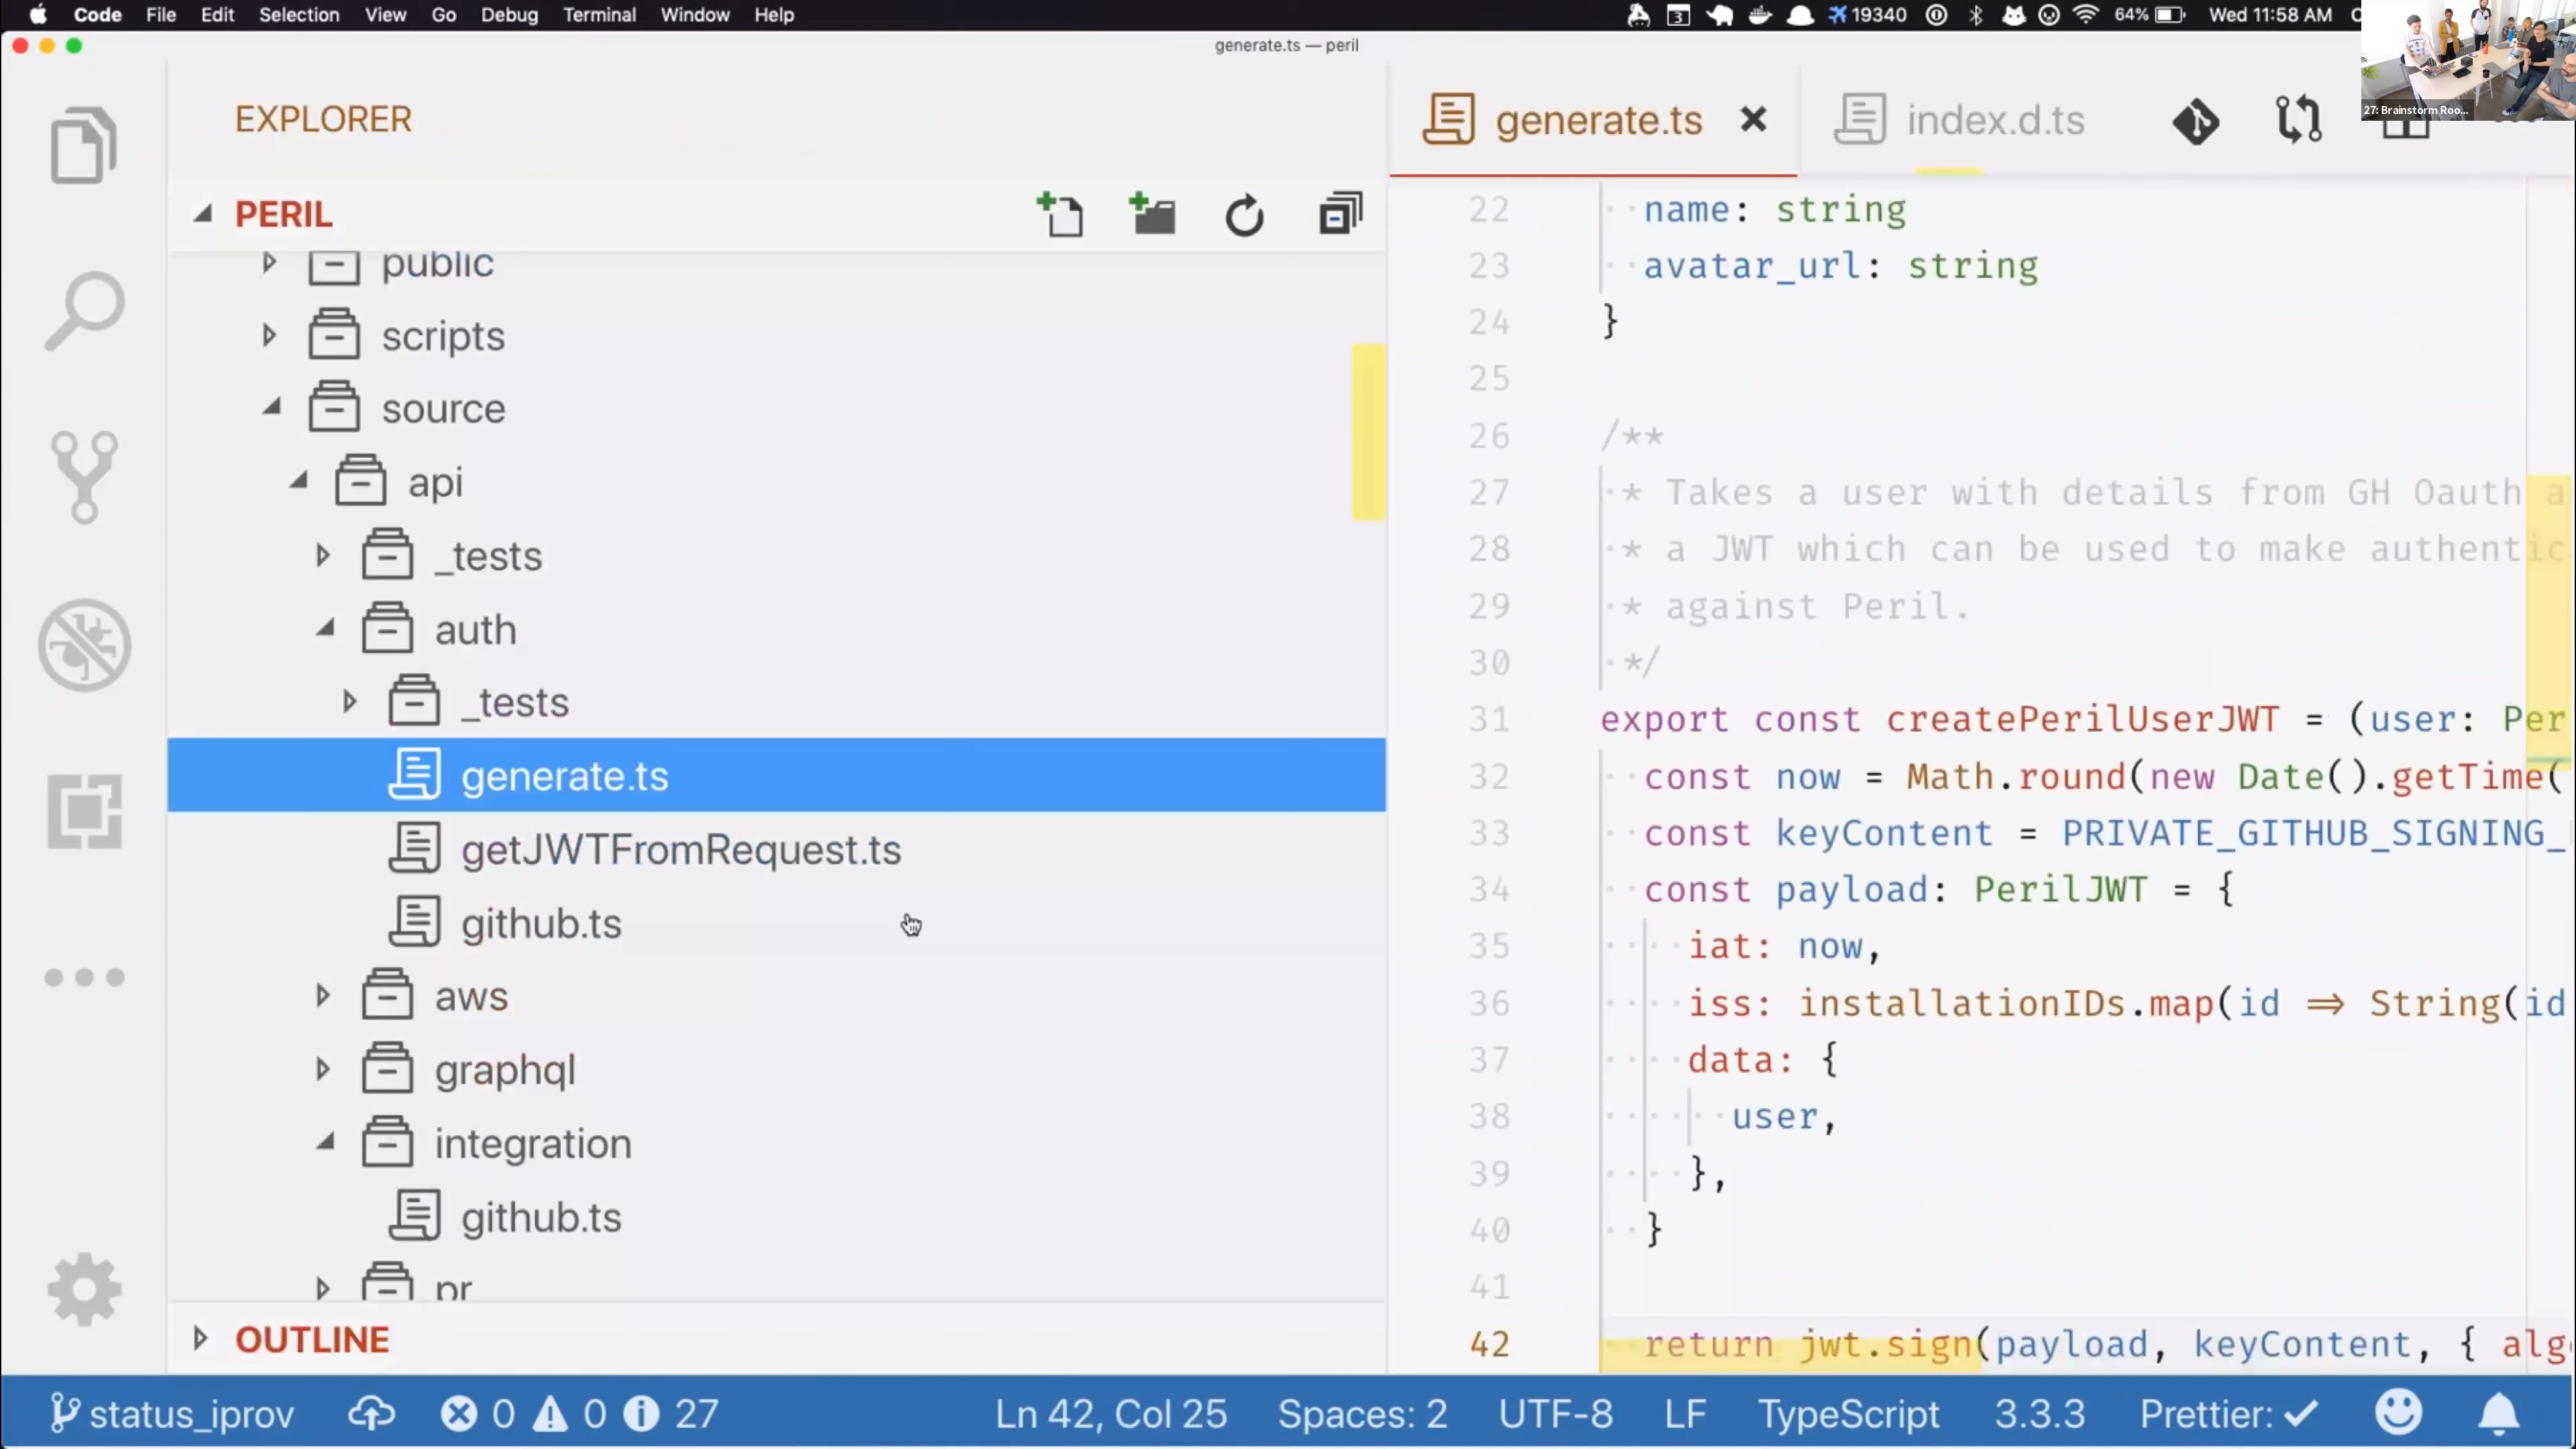 Code File Edit Selection View Go Debug Terminal Window Help 3 19340 64% Wed 11:58 AM
generate.ts — peril
27: Brainstorm Roo...
EXPLORER
PERIL
public
scripts
source
api
_tests
auth
_tests
generate.ts
getJWTFromRequest.ts
github.ts
aws
graphql
integration
github.ts
pr
OUTLINE
generate.ts index.d.ts
22 name: string
23 avatar_url: string
24 }
25
26 /**
27 * Takes a user with details from GH Oauth a
28 * a JWT which can be used to make authentic
29 * against Peril.
30 */
31 export const createPerilUserJWT = (user: Per
32 const now = Math.round(new Date().getTime(
33 const keyContent = PRIVATE_GITHUB_SIGNING_
34 const payload: PerilJWT = {
35 iat: now,
36 iss: installationIDs.map(id => String(id
37 data: {
38 user,
39 },
40 }
41
42 return jwt.sign(payload, keyContent, { alg
status_iprov 0 0 27 Ln 42, Col 25 Spaces: 2 UTF-8 LF TypeScript 3.3.3 Prettier: ✓